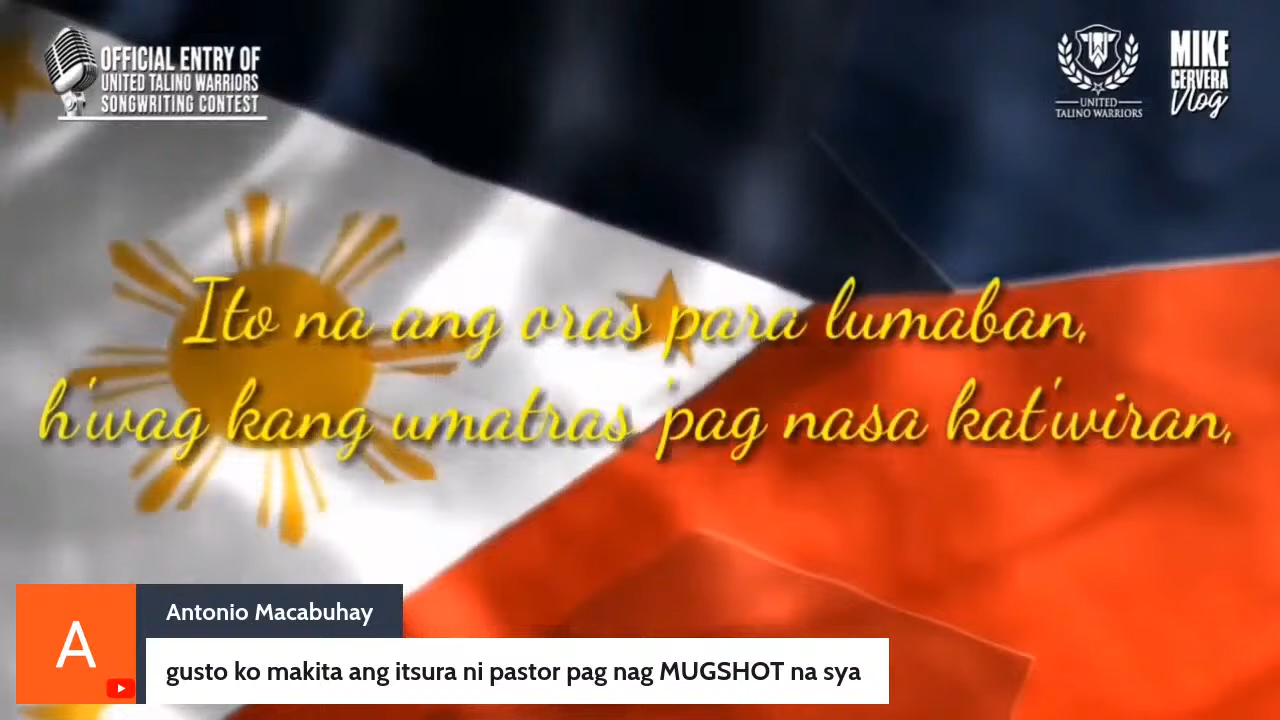 OFFICIAL ENTRY OF
UNITED TALINO WARRIORS
SONGWRITING CONTEST
UNITED
TALINO WARRIORS
MIKE
CERVERA
Vlog
Ito na ang oras para lumaban,
h'wag kang umatras 'pag nasa kat'wiran,
A
Antonio Macabuhay
gusto ko makita ang itsura ni pastor pag nag MUGSHOT na sya